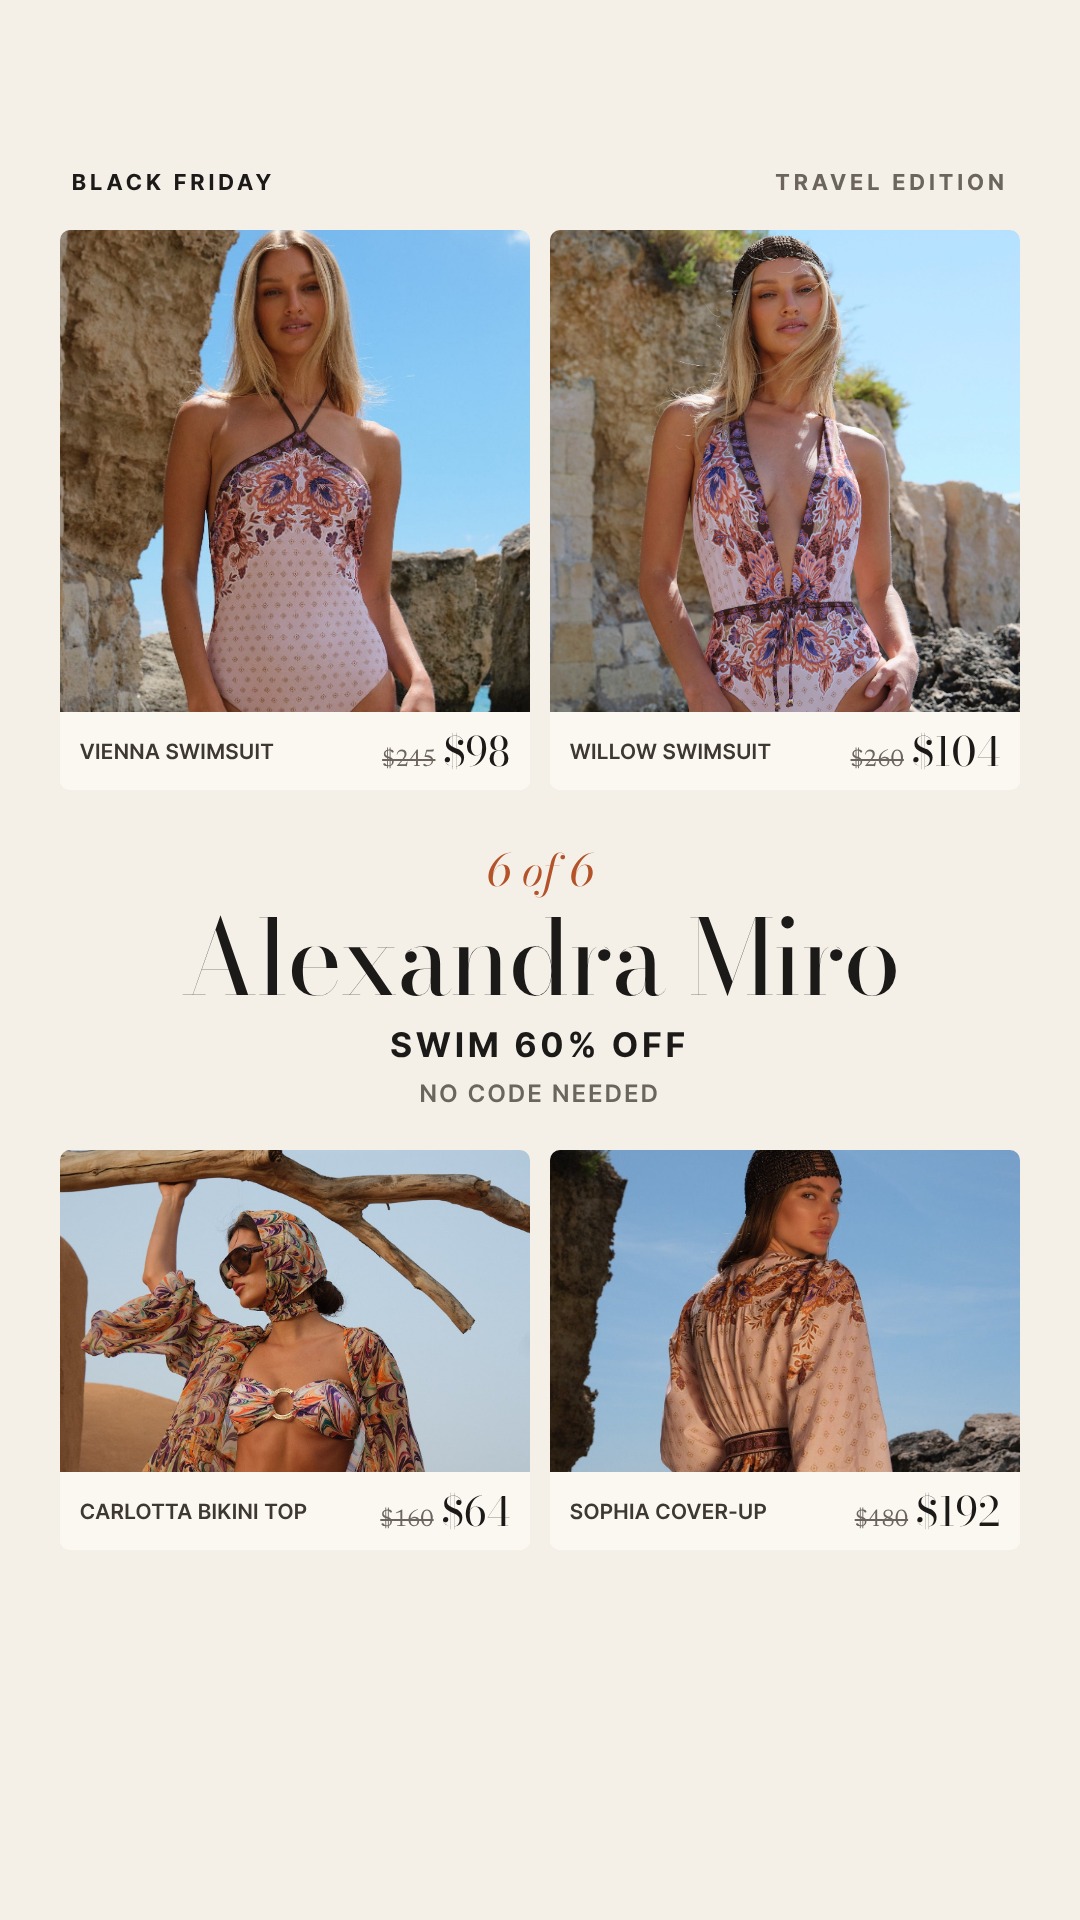 BLACK FRIDAY
TRAVEL EDITION
VIENNA SWIMSUIT $245 $98
WILLOW SWIMSUIT $260 $104
6 of 6
Alexandra Miro
SWIM 60% OFF
NO CODE NEEDED
CARLOTTA BIKINI TOP $160 $64
SOPHIA COVER-UP $480 $192